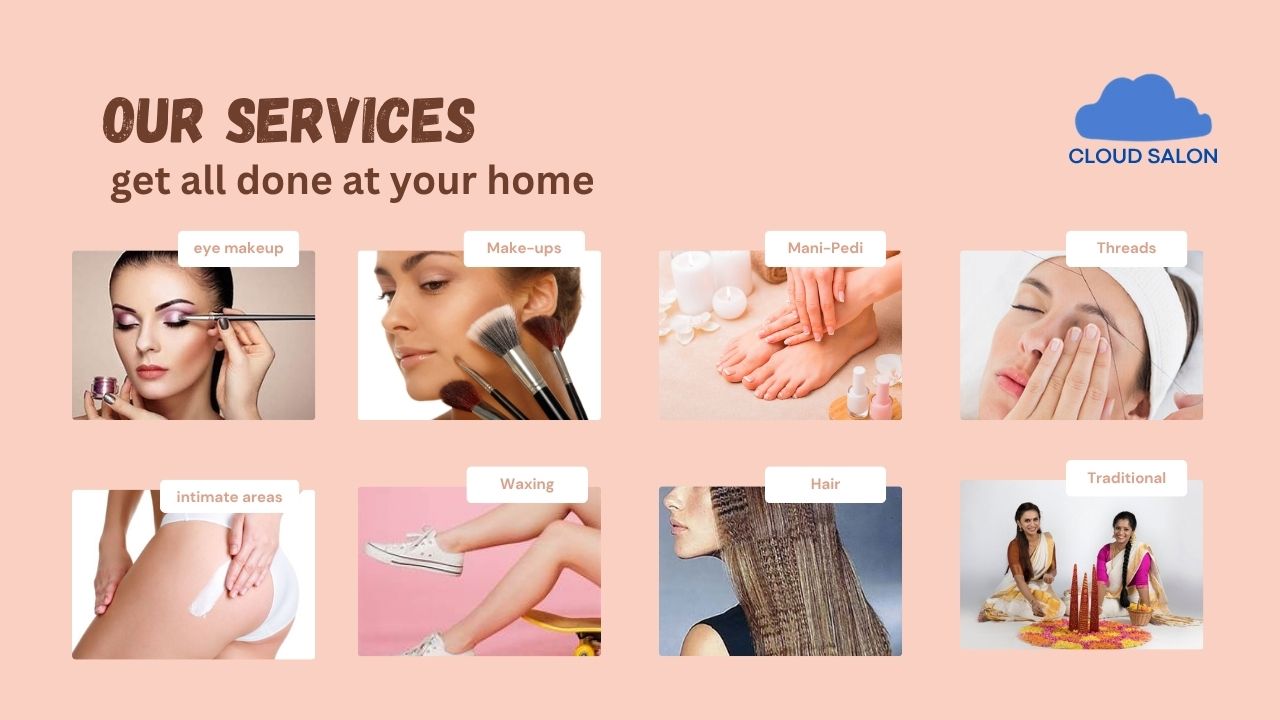 OUR SERVICES
get all done at your home
CLOUD SALON
eye makeup
Make-ups
Mani-Pedi
Threads
intimate areas
Waxing
Hair
Traditional